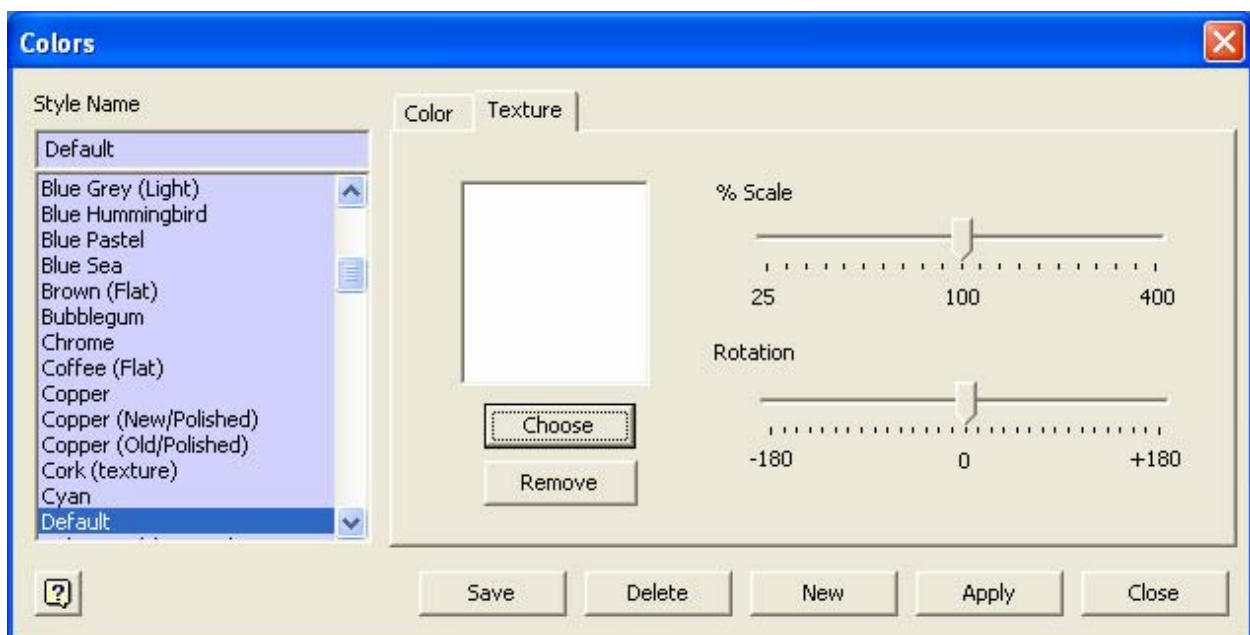 Colors
Style Name
Default
Blue Grey (Light)
Blue Hummingbird
Blue Pastel
Blue Sea
Brown (Flat)
Bubblegum
Chrome
Coffee (Flat)
Copper
Copper (New/Polished)
Copper (Old/Polished)
Cork (texture)
Cyan
Default
Color Texture
% Scale
25 100 400
Rotation
-180 0 +180
Choose
Remove
? Save Delete New Apply Close